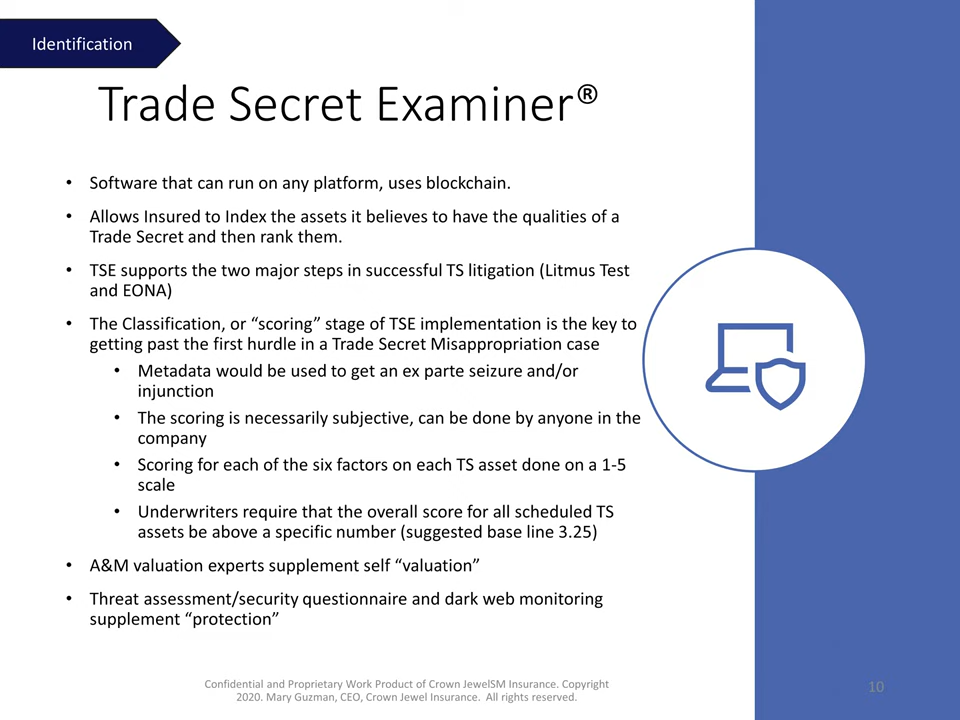 Identification
Trade Secret Examiner®
• Software that can run on any platform, uses blockchain.
• Allows Insured to Index the assets it believes to have the qualities of a
Trade Secret and then rank them.
• TSE supports the two major steps in successful TS litigation (Litmus Test
and EONA)
• The Classification, or “scoring” stage of TSE implementation is the key to
getting past the first hurdle in a Trade Secret Misappropriation case
• Metadata would be used to get an ex parte seizure and/or
injunction
• The scoring is necessarily subjective, can be done by anyone in the
company
• Scoring for each of the six factors on each TS asset done on a 1-5
scale
• Underwriters require that the overall score for all scheduled TS
assets be above a specific number (suggested base line 3.25)
• A&M valuation experts supplement self “valuation”
• Threat assessment/security questionnaire and dark web monitoring
supplement “protection”
Confidential and Proprietary Work Product of Crown JewelSM Insurance. Copyright
2020. Mary Guzman, CEO, Crown Jewel Insurance. All rights reserved.
10